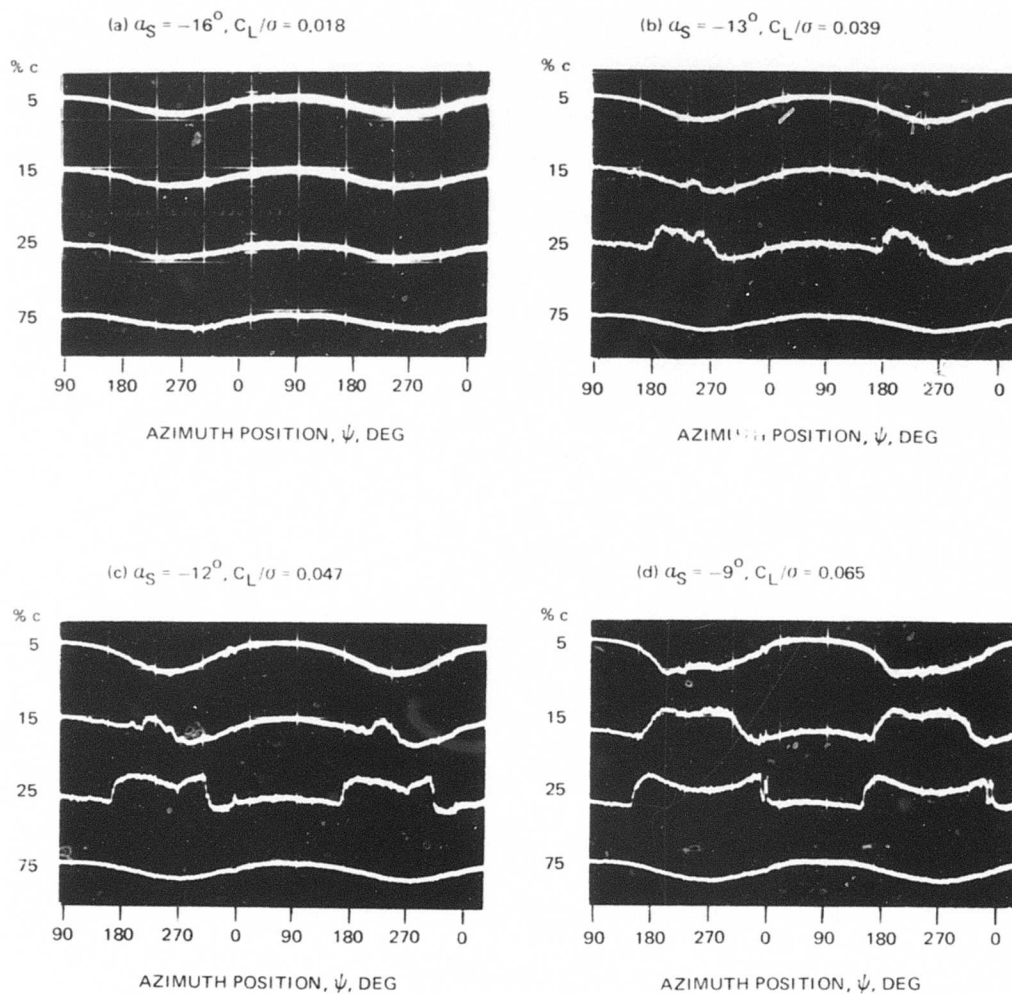 (a) αS = −16°, CL/σ = 0.018
% c
5
15
25
75
90 180 270 0 90 180 270 0
AZIMUTH POSITION, ψ, DEG
(b) αS = −13°, CL/σ = 0.039
% c
5
15
25
75
90 180 270 0 90 180 270 0
POSITION, ψ, DEG
(c) αS = −12°, CL/σ = 0.047
% c
5
15
25
75
90 180 270 0 90 180 270 0
AZIMUTH POSITION, ψ, DEG
(d) αS = −9°, CL/σ = 0.065
% c
5
15
25
75
90 180 270 0 90 180 270 0
AZIMUTH POSITION, ψ, DEG